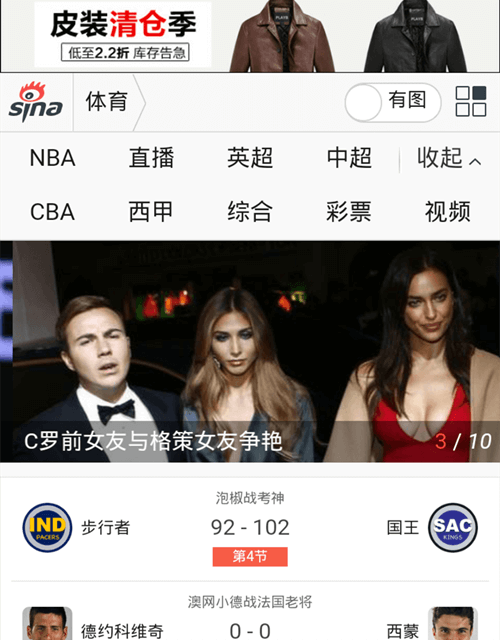 皮装清仓季
低至2.2折 库存告急
sina 体育 有图
NBA 直播 英超 中超 收起
CBA 西甲 综合 彩票 视频
C罗前女友与格策女友争艳 3 / 10
泡椒战考神
IND PACERS 步行者 92 - 102 国王 SAC KINGS
第4节
澳网小德战法国老将
德约科维奇 0 - 0 西蒙